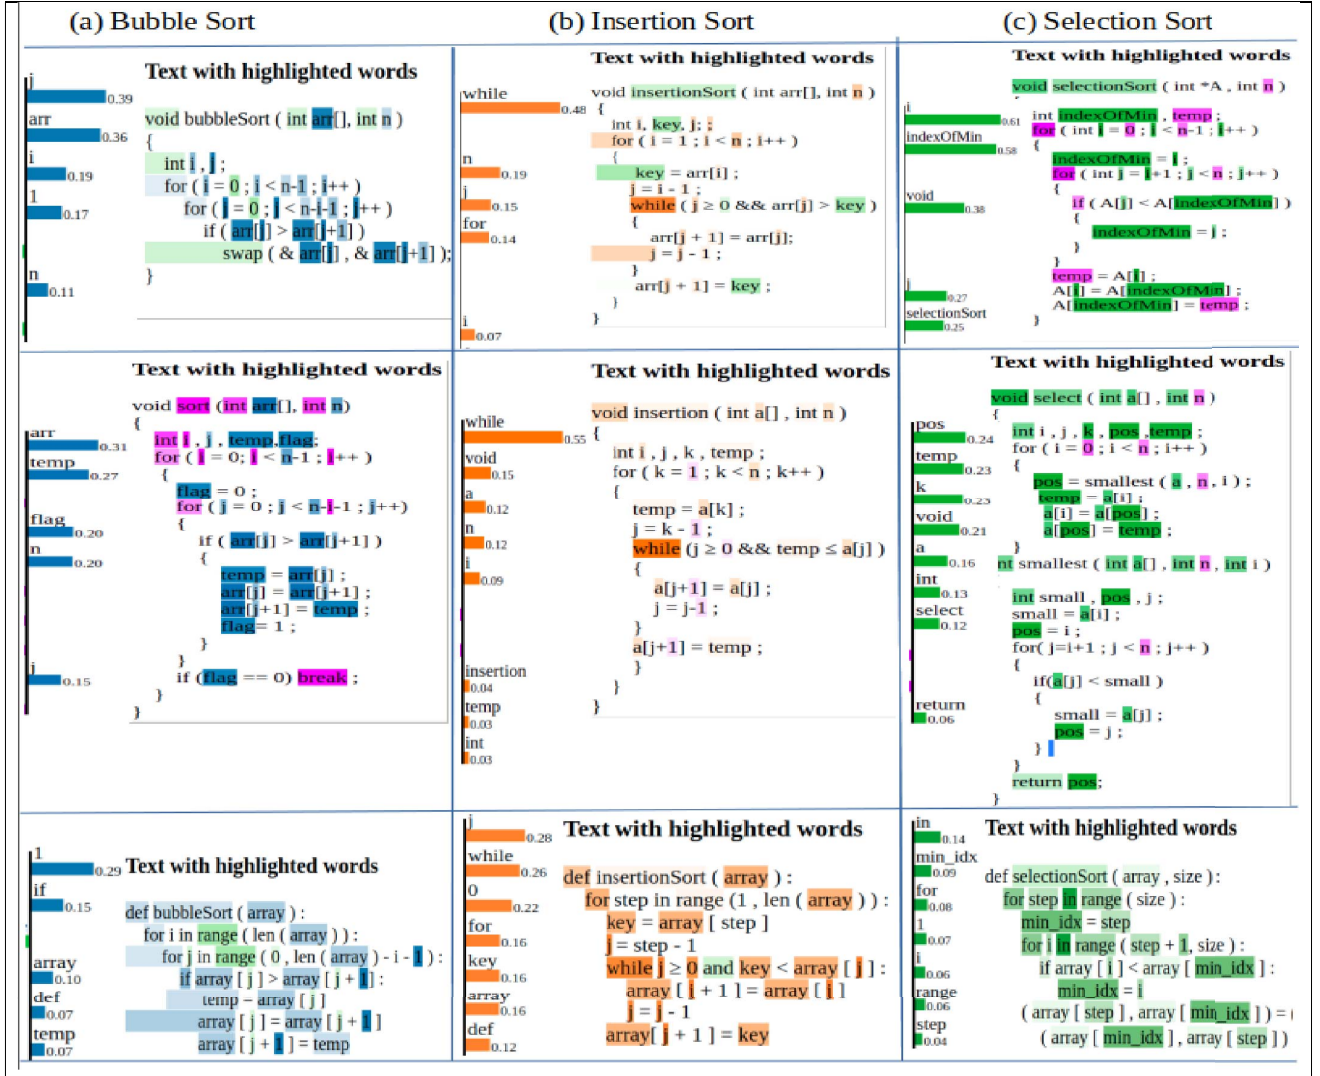 (a) Bubble Sort
(b) Insertion Sort
(c) Selection Sort
j
0.39
arr
0.36
i
0.19
1
0.17
n
0.11
Text with highlighted words
void bubbleSort ( int arr[], int n )
{
int i , j ;
for ( i = 0 ; i < n-1 ; i++ )
for ( j = 0 ; j < n-i-1 ; j++ )
if ( arr[j] > arr[j+1] )
swap ( & arr[j] , & arr[j+1] );
}
while
0.48
n
0.19
j
0.15
for
0.14
i
0.07
Text with highlighted words
void insertionSort ( int arr[], int n )
{
int i, key, j; ;
for ( i = 1 ; i < n ; i++ )
{
key = arr[i] ;
j = i - 1 ;
while ( j ≥ 0 && arr[j] > key )
{
arr[j + 1] = arr[j];
j = j - 1 ;
}
arr[j + 1] = key ;
}
}
i
0.61
indexOfMin
0.58
void
0.38
j
0.27
selectionSort
0.25
Text with highlighted words
void selectionSort ( int *A , int n )
int indexOfMin , temp ;
for ( int i = 0 ; i < n-1 ; i++ )
{
indexOfMin = i ;
for ( int j = i+1 ; j < n ; j++ )
{
if ( A[j] < A[indexOfMin] )
{
indexOfMin = i ;
}
}
temp = A[i] ;
A[i] = A[indexOfMin] ;
A[indexOfMin] = temp ;
}
arr
0.31
temp
0.27
flag
0.20
n
0.20
j
0.15
Text with highlighted words
void sort (int arr[], int n)
{
int i , j , temp,flag;
for ( i = 0; i < n-1 ; i++ )
{
flag = 0 ;
for ( j = 0 ; j < n-i-1 ; j++)
{
if ( arr[j] > arr[j+1] )
{
temp = arr[j] ;
arr[j] = arr[j+1] ;
arr[j+1] = temp ;
flag= 1 ;
}
}
if (flag == 0) break ;
}
}
while
0.55
void
0.15
a
0.12
n
0.12
i
0.09
insertion
0.04
temp
0.03
int
0.03
Text with highlighted words
void insertion ( int a[] , int n )
{
int i , j , k , temp ;
for ( k = 1 ; k < n ; k++ )
{
temp = a[k] ;
j = k - 1 ;
while (j ≥ 0 && temp ≤ a[j] )
{
a[j+1] = a[j] ;
j = j-1 ;
}
a[j+1] = temp ;
}
}
}
pos
0.24
temp
0.23
k
0.23
void
0.21
a
0.16
int
0.13
select
0.12
return
0.06
Text with highlighted words
void select ( int a[] , int n )
{
int i , j , k , pos ,temp ;
for ( i = 0 ; i < n ; i++ )
{
pos = smallest ( a , n , i ) ;
temp = a[i] ;
a[i] = a[pos] ;
a[pos] = temp ;
}
nt smallest ( int a[] , int n , int i )
int small , pos , j ;
small = a[i] ;
pos = i ;
for( j=i+1 ; j < n ; j++ )
{
if(a[j] < small )
{
small = a[j] ;
pos = j ;
}
}
return pos;
}
1
0.29
if
0.15
array
0.10
def
0.07
temp
0.07
Text with highlighted words
def bubbleSort ( array ) :
for i in range ( len ( array ) ) :
for j in range ( 0 , len ( array ) - i - 1 ) :
if array [ j ] > array [ j + 1 ] :
temp = array [ j ]
array [ j ] = array [ j + 1 ]
array [ j + 1 ] = temp
j
0.28
while
0.26
0
0.22
for
0.16
key
0.16
array
0.16
def
0.12
Text with highlighted words
def insertionSort ( array ) :
for step in range (1 , len ( array ) ) :
key = array [ step ]
j = step - 1
while j ≥ 0 and key < array [ j ] :
array [ j + 1 ] = array [ j ]
j = j - 1
array[ j + 1 ] = key
in
0.14
min_idx
0.09
for
0.08
1
0.07
i
0.06
range
0.06
step
0.04
Text with highlighted words
def selectionSort ( array , size ) :
for step in range ( size ) :
min_idx = step
for i in range ( step + 1, size ) :
if array [ i ] < array [ min_idx ] :
min_idx = i
( array [ step ] , array [ min_idx ] ) = (
( array [ min_idx ] , array [ step ] )